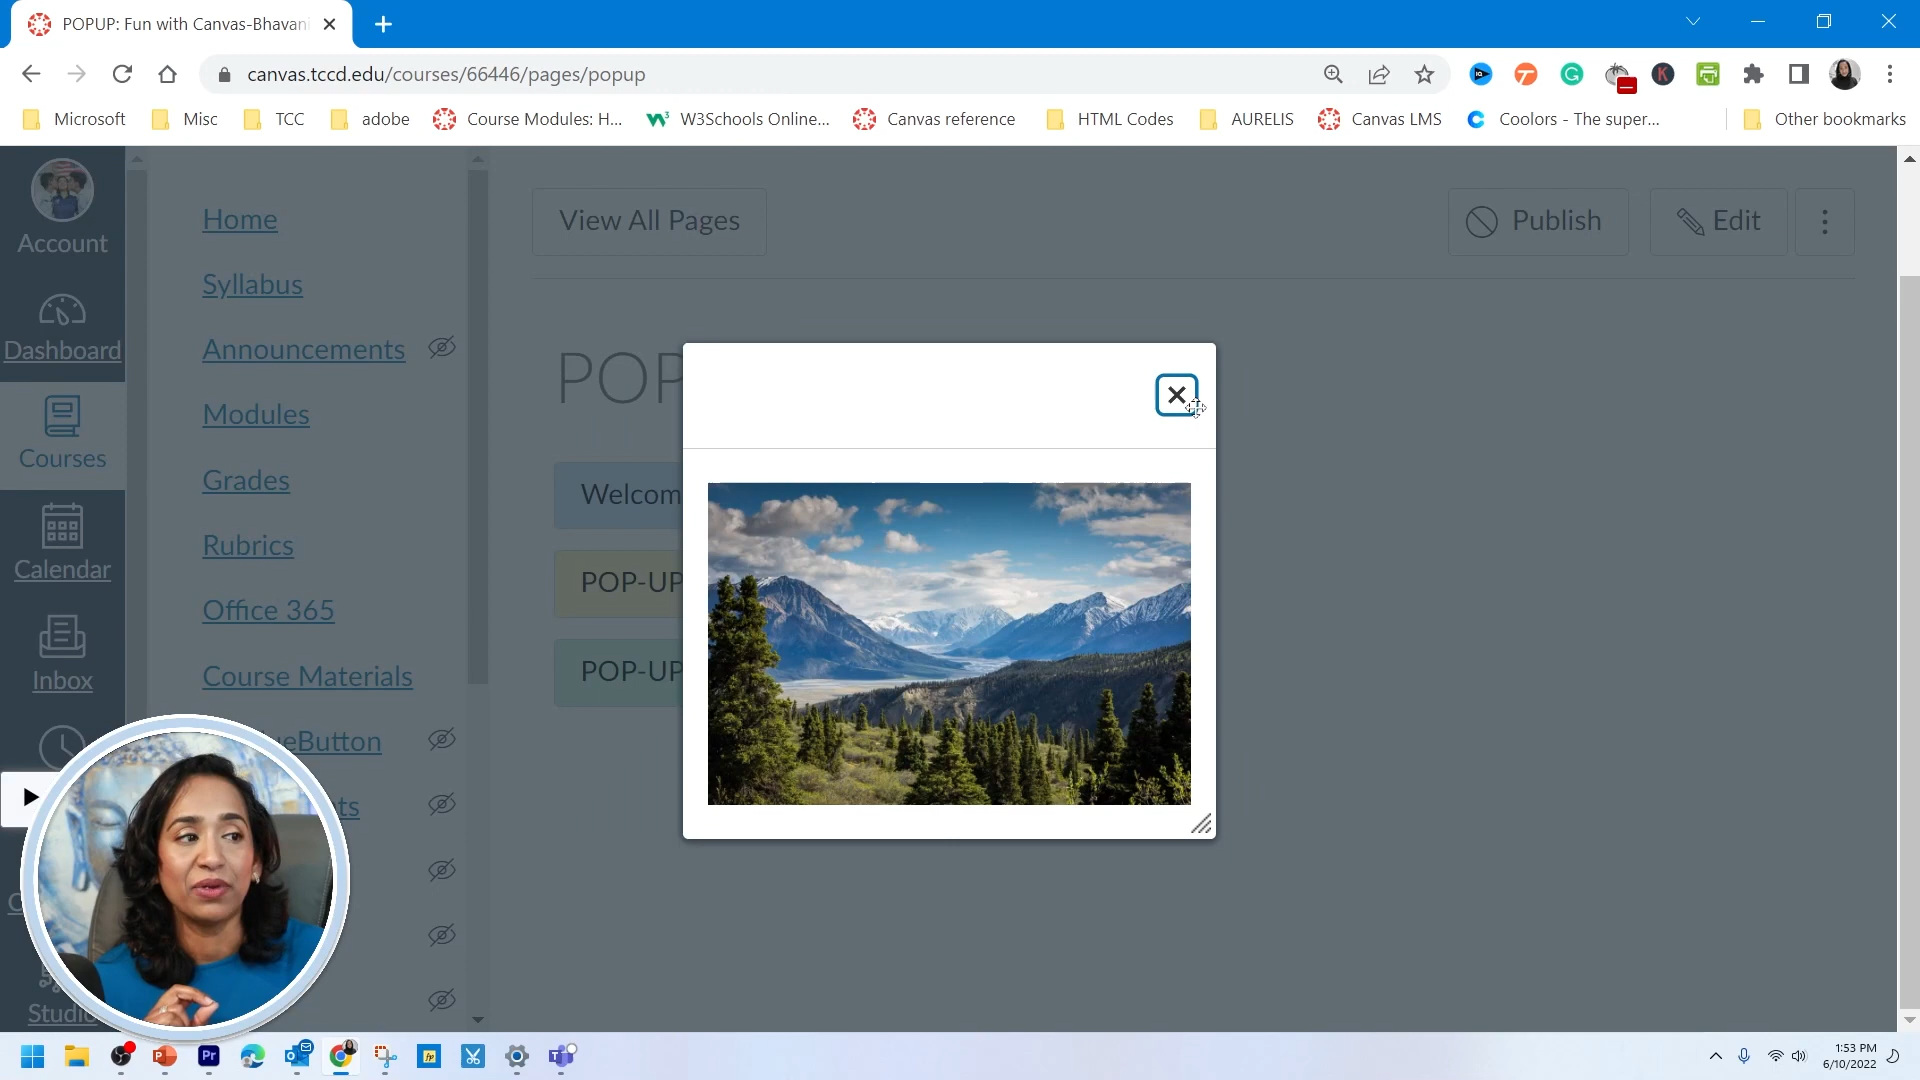 POPUP: Fun with Canvas-Bhavani
canvas.tccd.edu/courses/66446/pages/popup
Microsoft
Misc
TCC
adobe
Course Modules: H...
W3Schools Online...
Canvas reference
HTML Codes
AURELIS
Canvas LMS
Coolors - The super...
Other bookmarks
Account
Dashboard
Courses
Calendar
Inbox
Studio
Home
Syllabus
Announcements
Modules
Grades
Rubrics
Office 365
Course Materials
eButton
ts
View All Pages
Publish
Edit
POP
Welcom
POP-UP
POP-UP
1:53 PM
6/10/2022